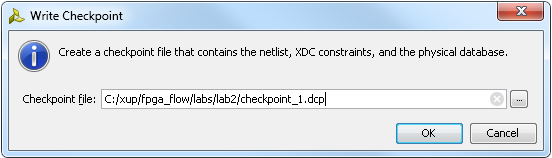 Write Checkpoint
Create a checkpoint file that contains the netlist, XDC constraints, and the physical database.
Checkpoint file: C:/xup/fpga_flow/labs/lab2/checkpoint_1.dcp ...
OK Cancel